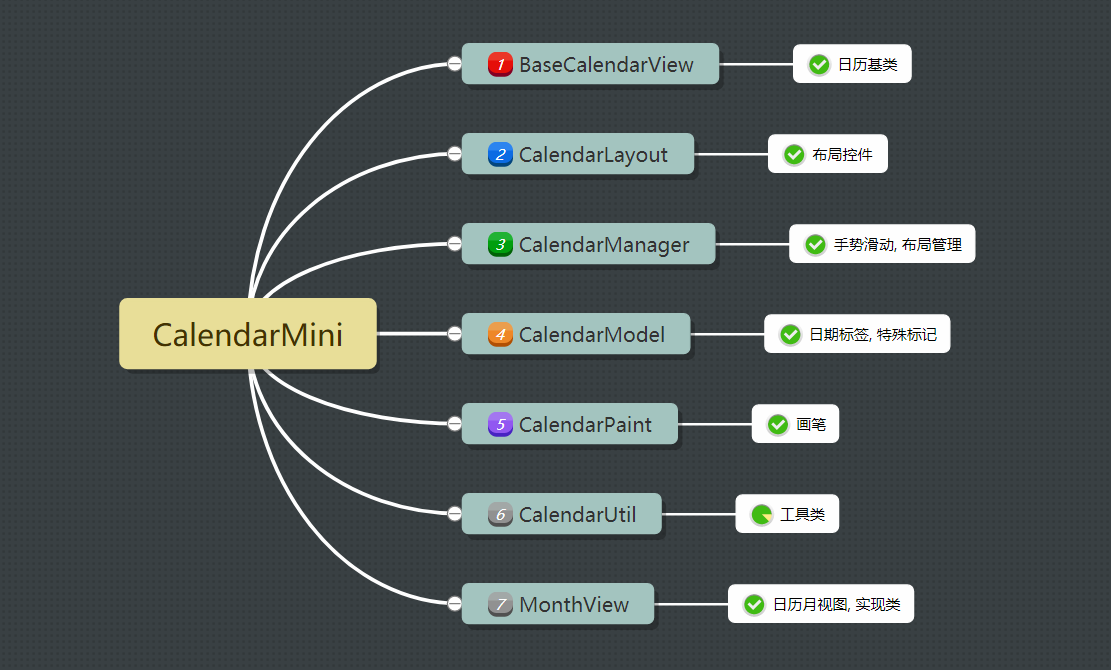 1 BaseCalendarView
日历基类
2 CalendarLayout
布局控件
3 CalendarManager
手势滑动, 布局管理
CalendarMini
4 CalendarModel
日期标签, 特殊标记
5 CalendarPaint
画笔
6 CalendarUtil
工具类
7 MonthView
日历月视图, 实现类